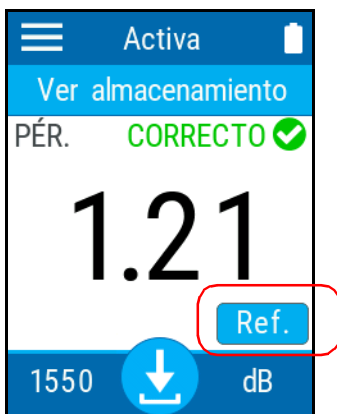 Activa
Ver almacenamiento
PÉR. CORRECTO
1.21
Ref.
1550 dB